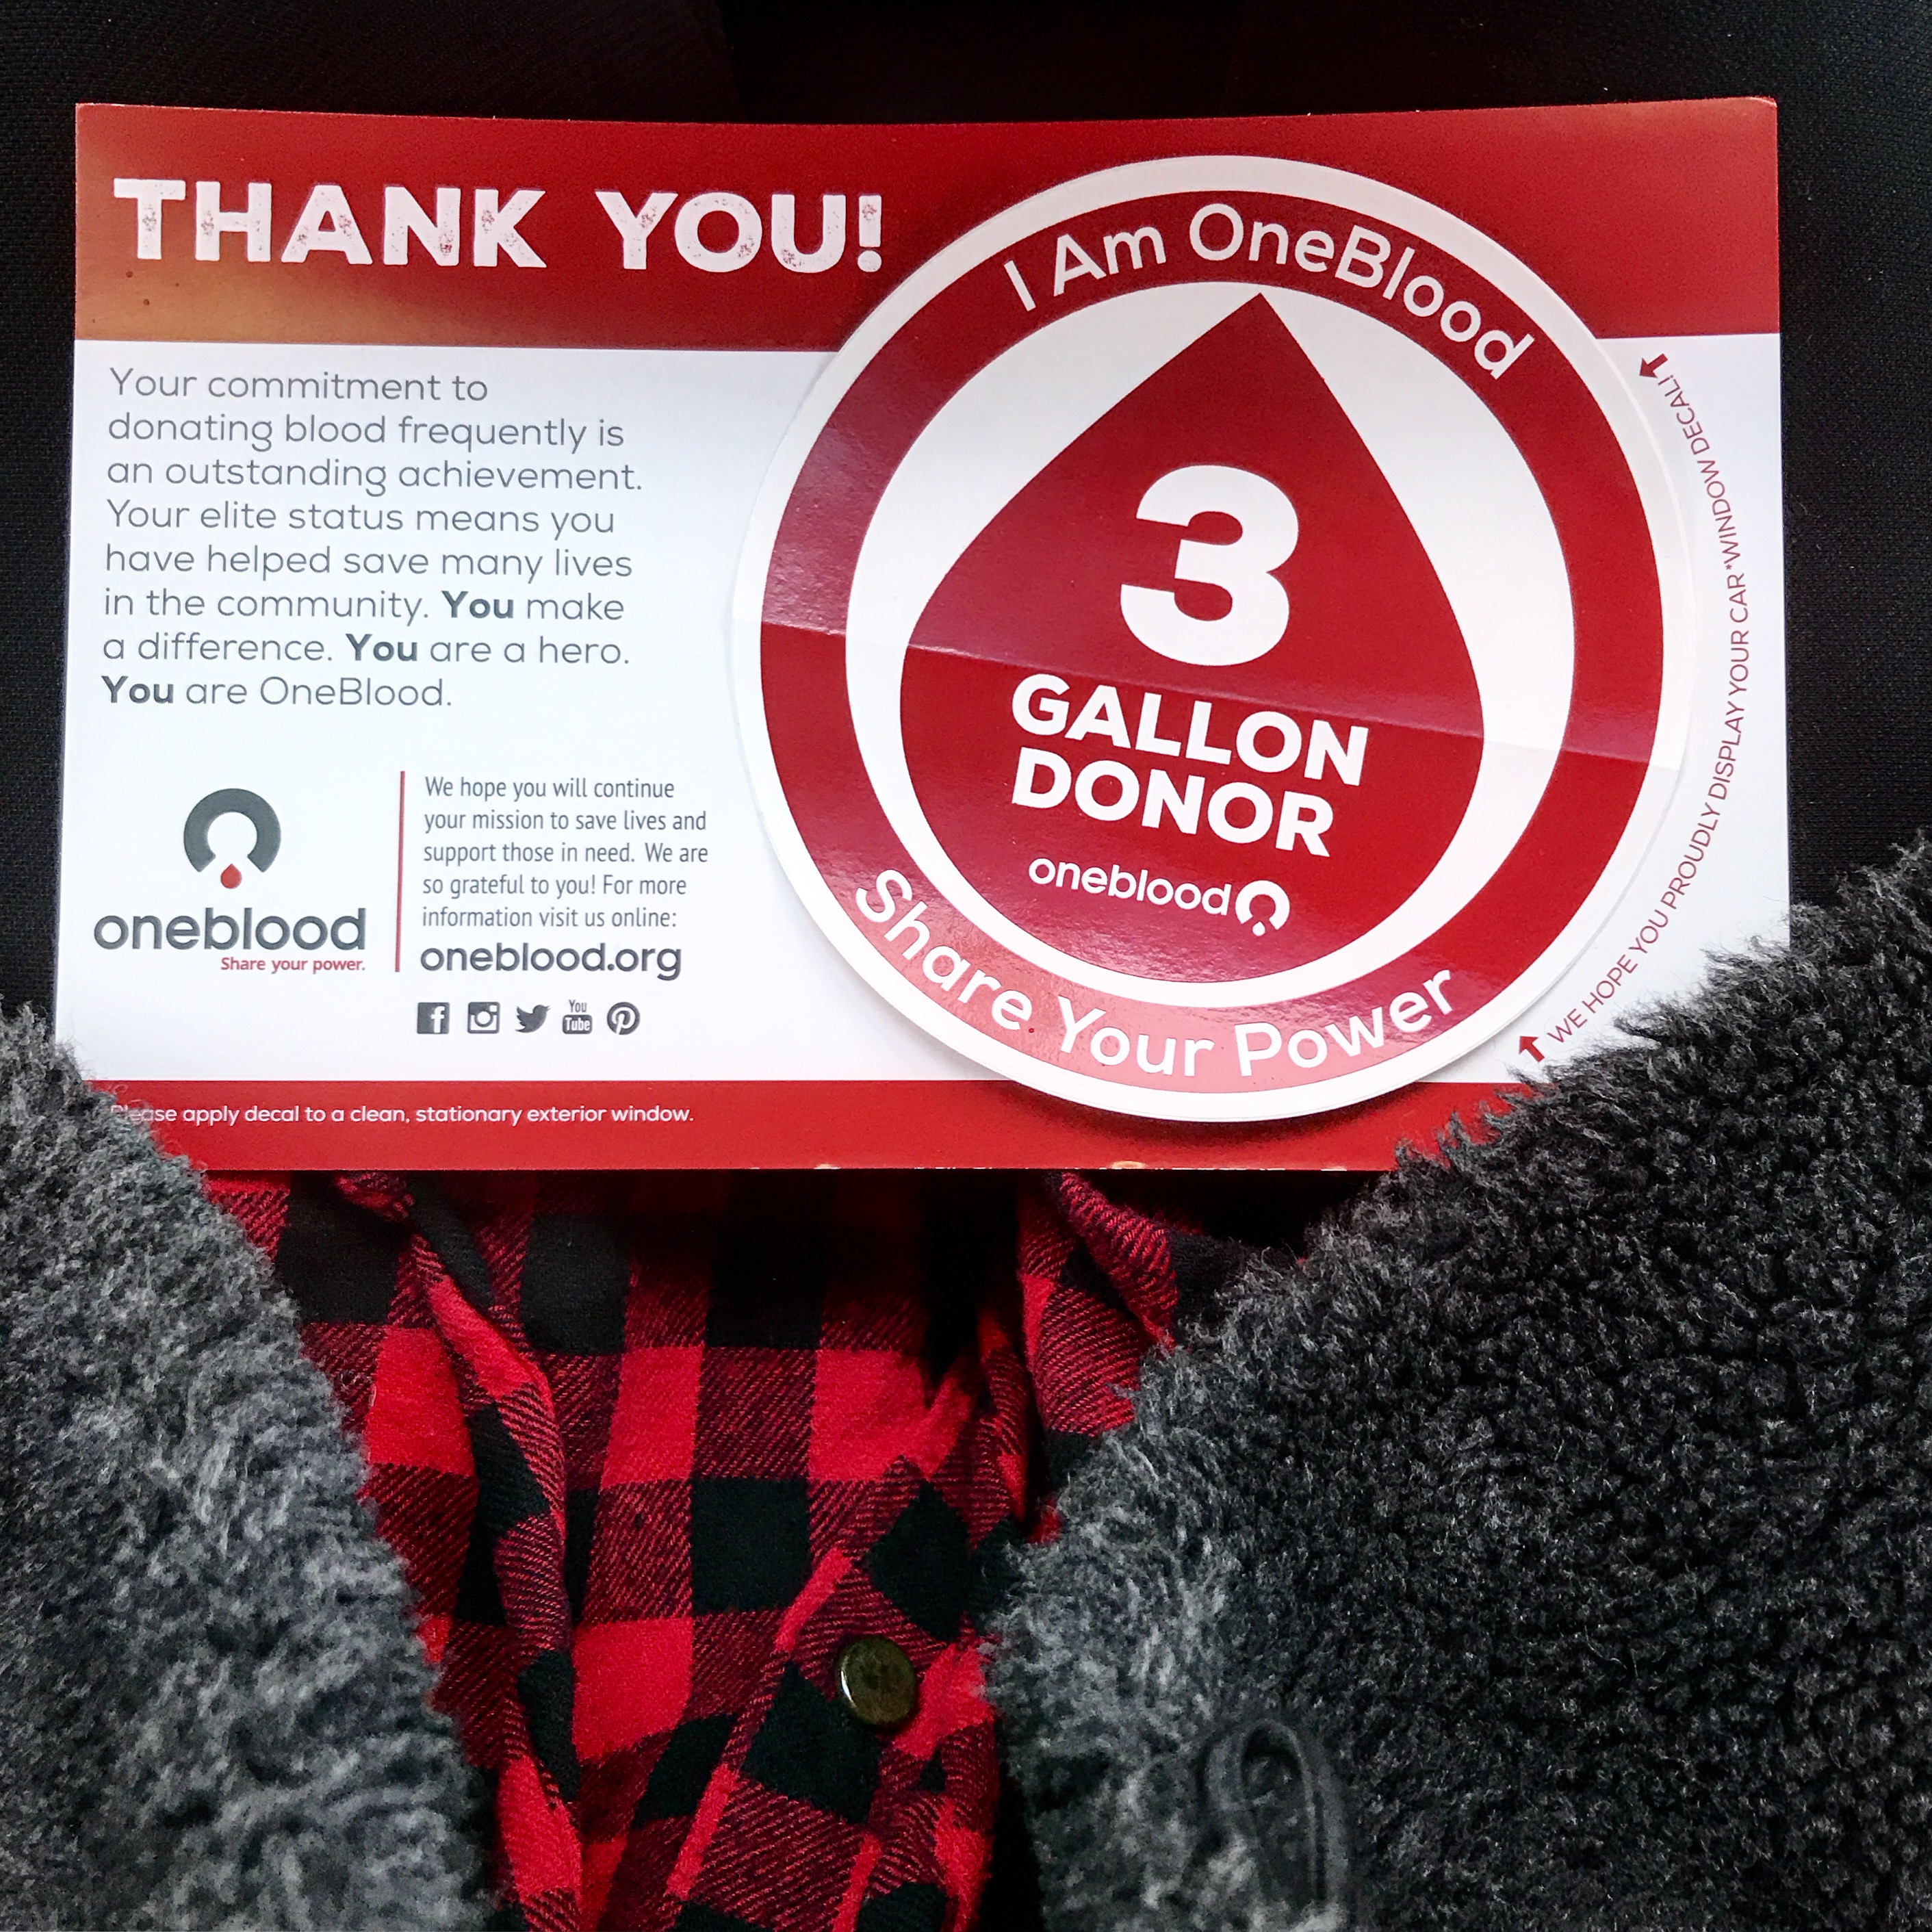 THANK YOU!
Your commitment to
donating blood frequently is
an outstanding achievement.
Your elite status means you
have helped save many lives
in the community. You make
a difference. You are a hero.
You are OneBlood.
oneblood
Share your power.
We hope you will continue
your mission to save lives and
support those in need. We are
so grateful to you! For more
information visit us online:
oneblood.org
You
Tube
Please apply decal to a clean, stationary exterior window.
I Am OneBlood
3
GALLON
DONOR
oneblood
Share Your Power
WE HOPE YOU PROUDLY DISPLAY YOUR CAR*WINDOW DECAL!